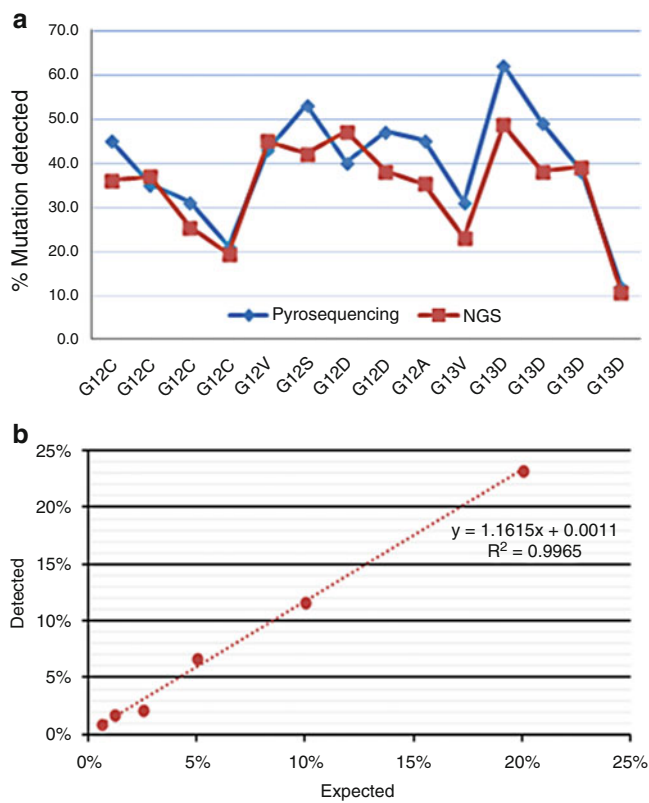 a
70.0
60.0
50.0
40.0
30.0
20.0
10.0
0.0
% Mutation detected
Pyrosequencing
NGS
G12C
G12C
G12C
G12C
G12V
G12S
G12D
G12D
G12A
G13V
G13D
G13D
G13D
G13D
b
25%
20%
15%
10%
5%
0%
Detected
y = 1.1615x + 0.0011
R² = 0.9965
0%
5%
10%
15%
20%
25%
Expected